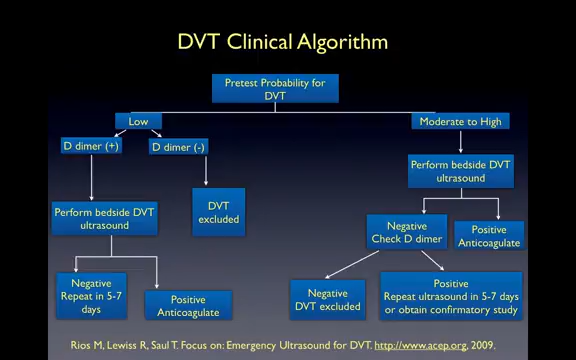 DVT Clinical Algorithm
Pretest Probability for
DVT
Low
Moderate to High
D dimer (+)
D dimer (-)
Perform bedside DVT
ultrasound
DVT
excluded
Perform bedside DVT
ultrasound
Negative
Check D dimer
Positive
Anticoagulate
Negative
Repeat in 5-7
days
Positive
Anticoagulate
Negative
DVT excluded
Positive
Repeat ultrasound in 5-7 days
or obtain confirmatory study
Rios M, Lewiss R, Saul T. Focus on: Emergency Ultrasound for DVT. http://www.acep.org, 2009.